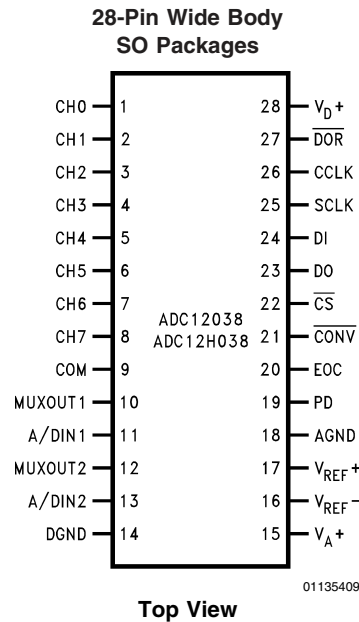 28-Pin Wide Body
SO Packages
CH0 1 28 V_D+
CH1 2 27 D̅O̅R̅
CH2 3 26 CCLK
CH3 4 25 SCLK
CH4 5 24 DI
CH5 6 23 DO
CH6 7 22 C̅S̅
CH7 8 ADC12038 21 C̅O̅N̅V̅
ADC12H038
COM 9 20 EOC
MUXOUT1 10 19 PD
A/DIN1 11 18 AGND
MUXOUT2 12 17 V_REF+
A/DIN2 13 16 V_REF−
DGND 14 15 V_A+
01135409
Top View